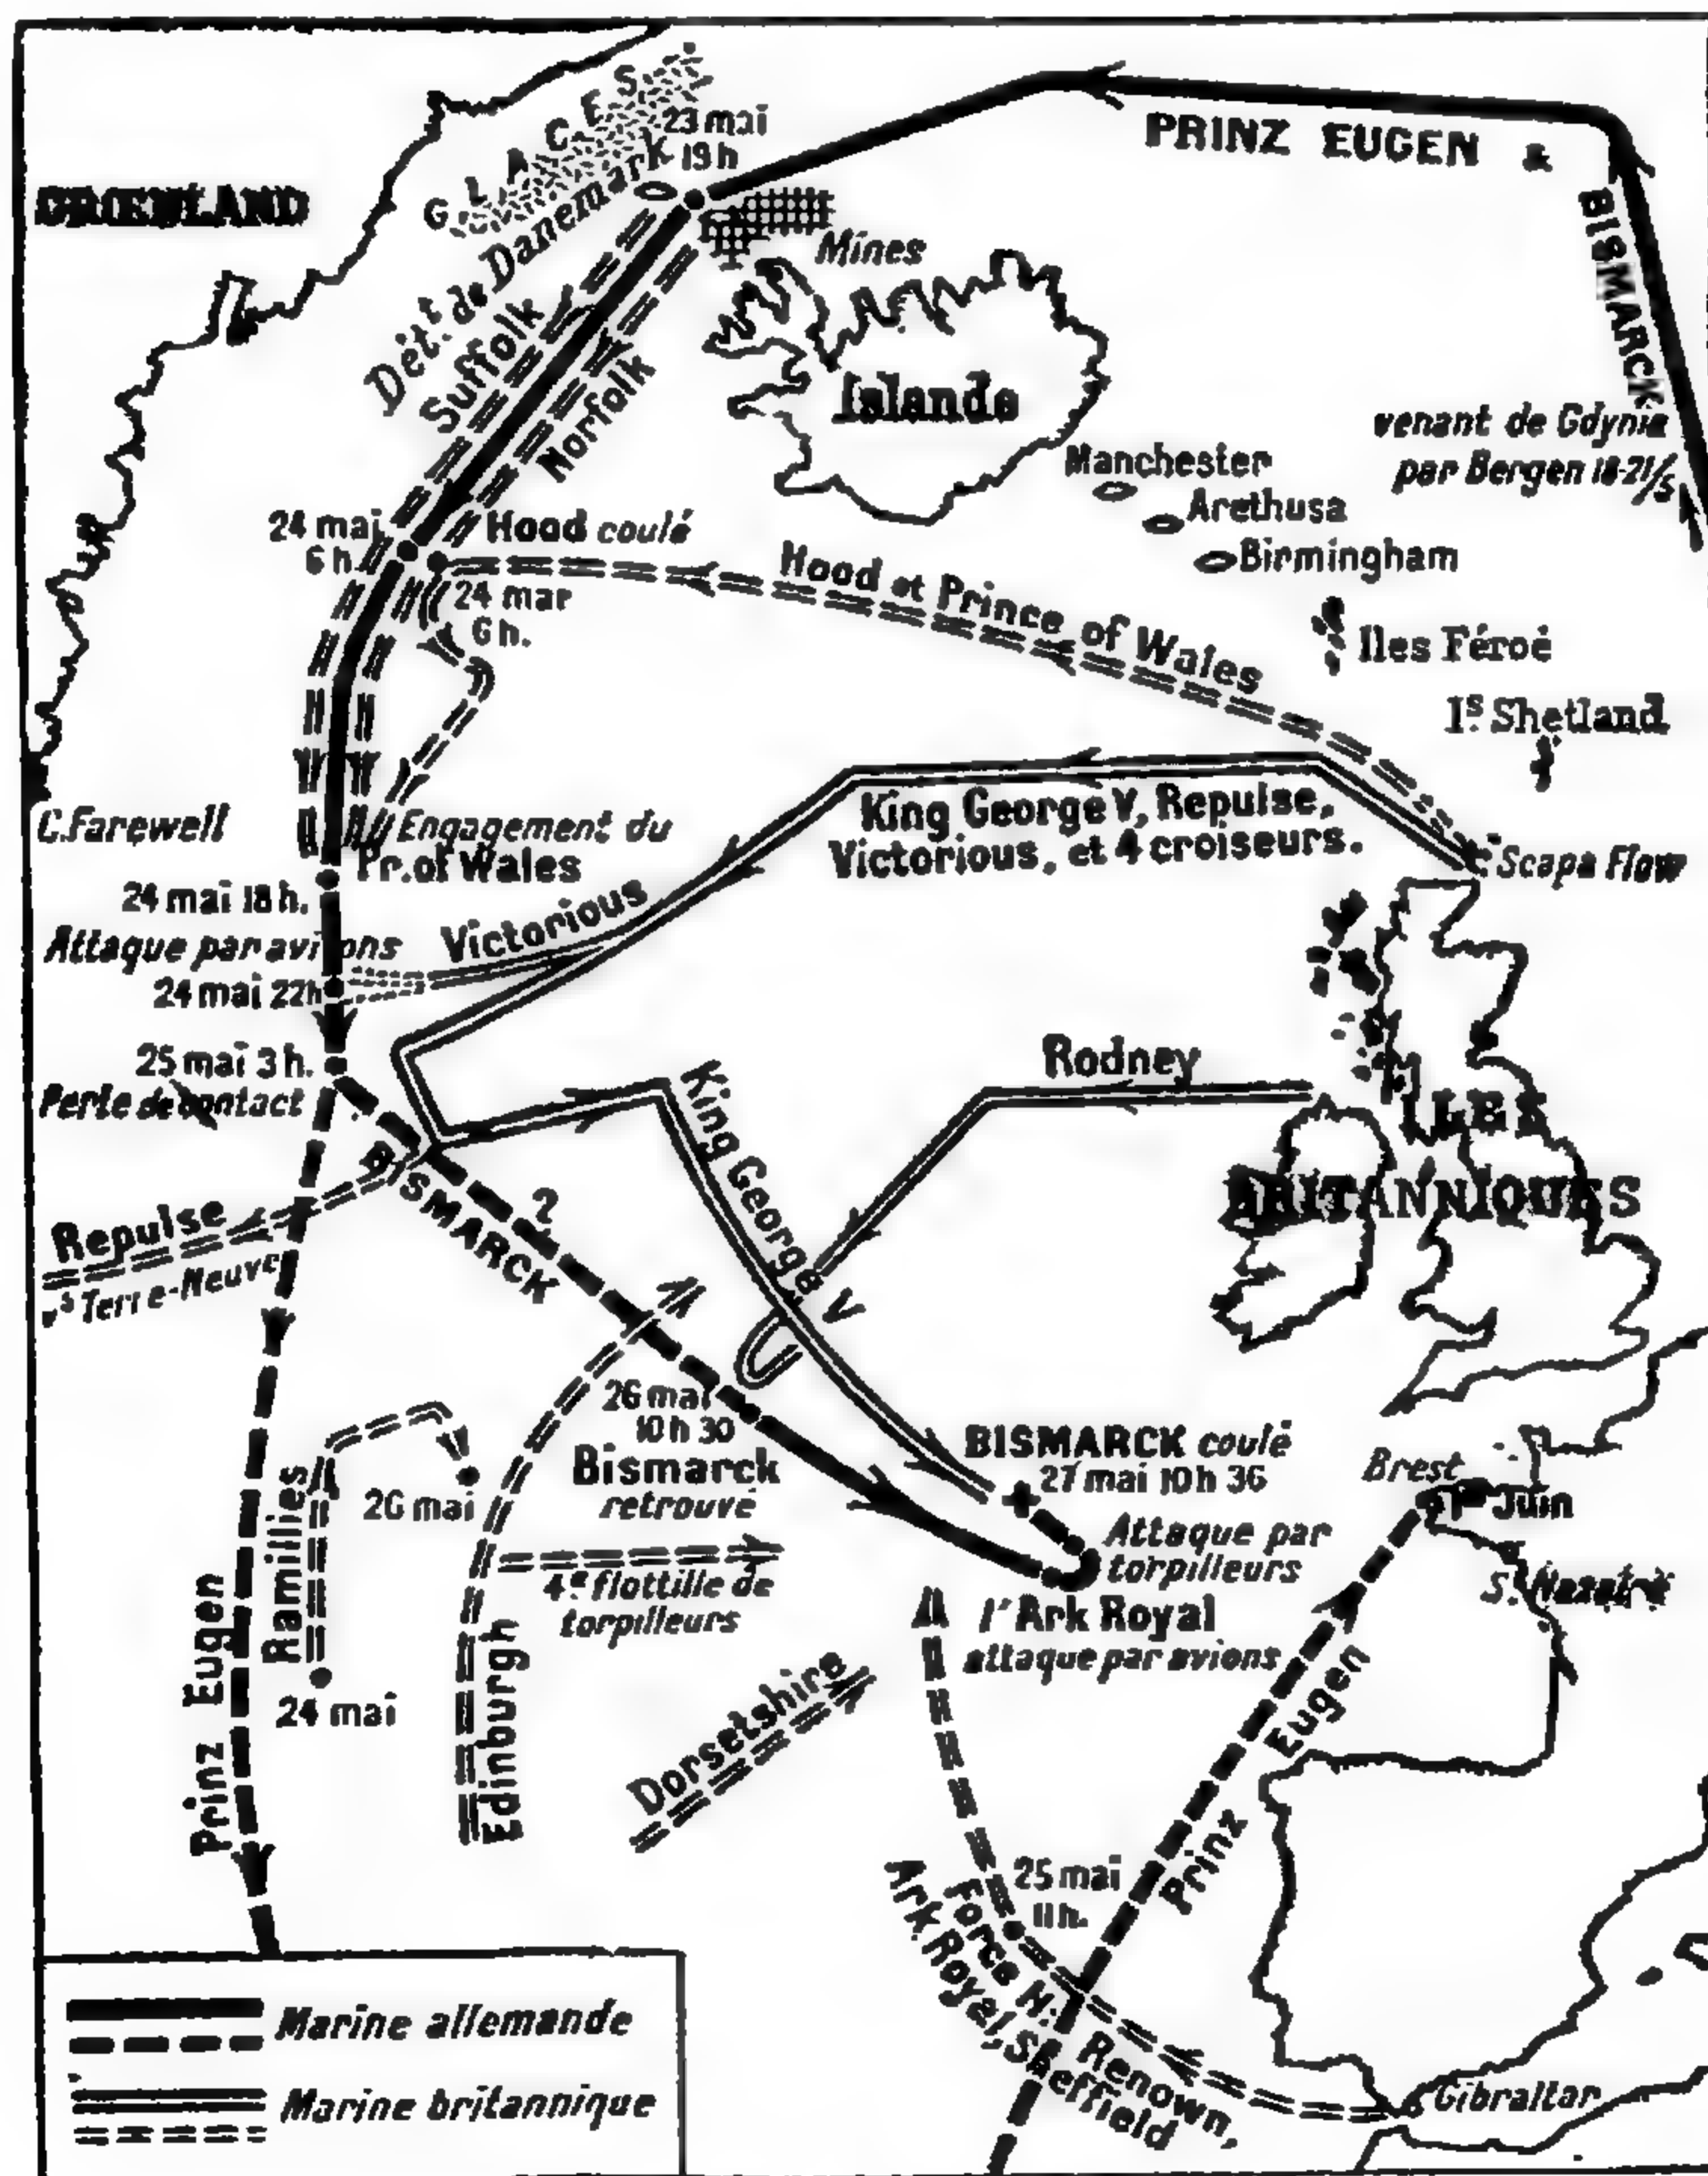 GLACES
23 mai
19 h
PRINZ EUGEN &
BISMARCK
GROENLAND
Dét.t de Danemark
Mines
Suffolk
Norfolk
Islande
venant de Gdynia
par Bergen 18-21/5
Manchester
Arethusa
Birmingham
24 mai
6 h.
Hood coulé
24 mai
6 h.
Hood et Prince of Wales
Iles Féroé
Is. Shetland
C. Farewell
Engagement du
Pr. of Wales
King George V, Repulse,
Victorious, et 4 croiseurs.
Scapa Flow
24 mai 18 h.
Attaque par avions
Victorious
24 mai 22h
25 mai 3 h.
Perte de contact
Rodney
King George V
ILES
BRITANNIQUES
BISMARCK
2
Repulse
vs Terre-Neuve
26 mai
10 h 30
Bismarck
retrouvé
BISMARCK coulé
27 mai 10 h 36
Brest
1er Juin
26 mai
Ramillies
24 mai
Attaque par
torpilleurs
St Nazaire
4e flottille de
torpilleurs
l'Ark Royal
attaque par avions
Prinz Eugen
Edinburgh
Dorsetshire
Prinz Eugen
25 mai
11 h.
Force H: Renown,
Ark Royal, Sheffield
Gibraltar
Marine allemande
Marine britannique